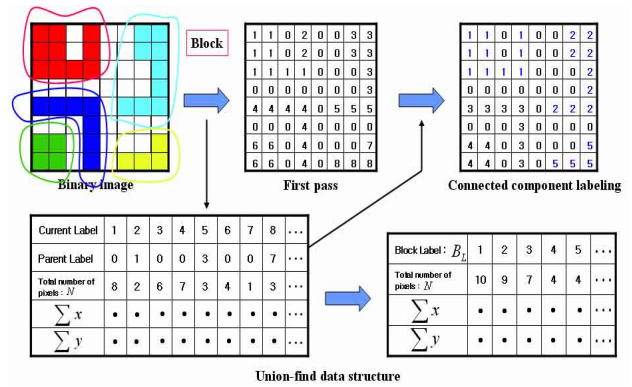 Block
Binary image
1 1 0 2 0 0 3 3
1 1 0 2 0 0 3 3
1 1 1 1 0 0 0 3
0 0 0 0 0 0 0 3
4 4 4 4 0 5 5 5
0 0 0 4 0 0 0 0
6 6 0 4 0 0 0 7
6 6 0 4 0 8 8 8
First pass
1 1 0 1 0 0 2 2
1 1 0 1 0 0 2 2
1 1 1 1 0 0 0 2
0 0 0 0 0 0 0 2
3 3 3 3 0 2 2 2
0 0 0 3 0 0 0 0
4 4 0 3 0 0 0 5
4 4 0 3 0 5 5 5
Connected component labeling
Current Label 1 2 3 4 5 6 7 8 ...
Parent Label 0 1 0 0 3 0 0 7 ...
Total number of pixels : N 8 2 6 7 3 4 1 3 ...
∑ x • • • • • • • • ...
∑ y • • • • • • • • ...
Block Label : B_L 1 2 3 4 5 ...
Total number of pixels : N 10 9 7 4 4 ...
∑ x • • • • • ...
∑ y • • • • • ...
Union-find data structure